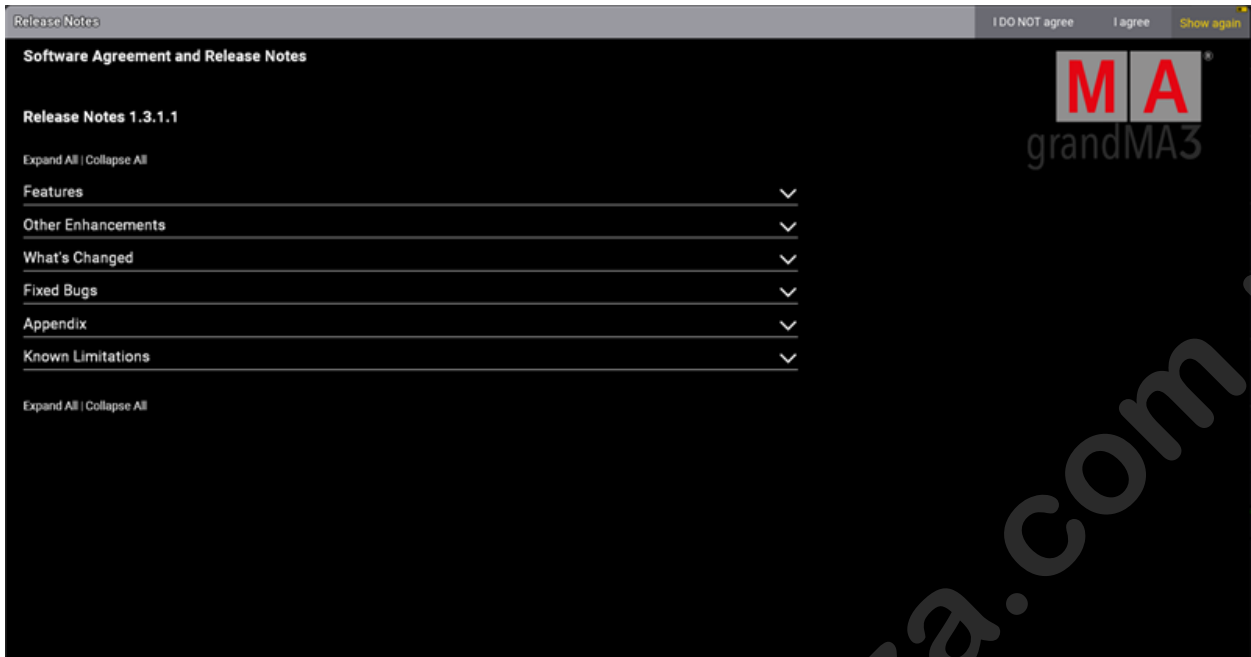 Release Notes
I DO NOT agree
I agree
Show again
Software Agreement and Release Notes
MA®
grandMA3
Release Notes 1.3.1.1
Expand All | Collapse All
Features
Other Enhancements
What's Changed
Fixed Bugs
Appendix
Known Limitations
Expand All | Collapse All
a.com